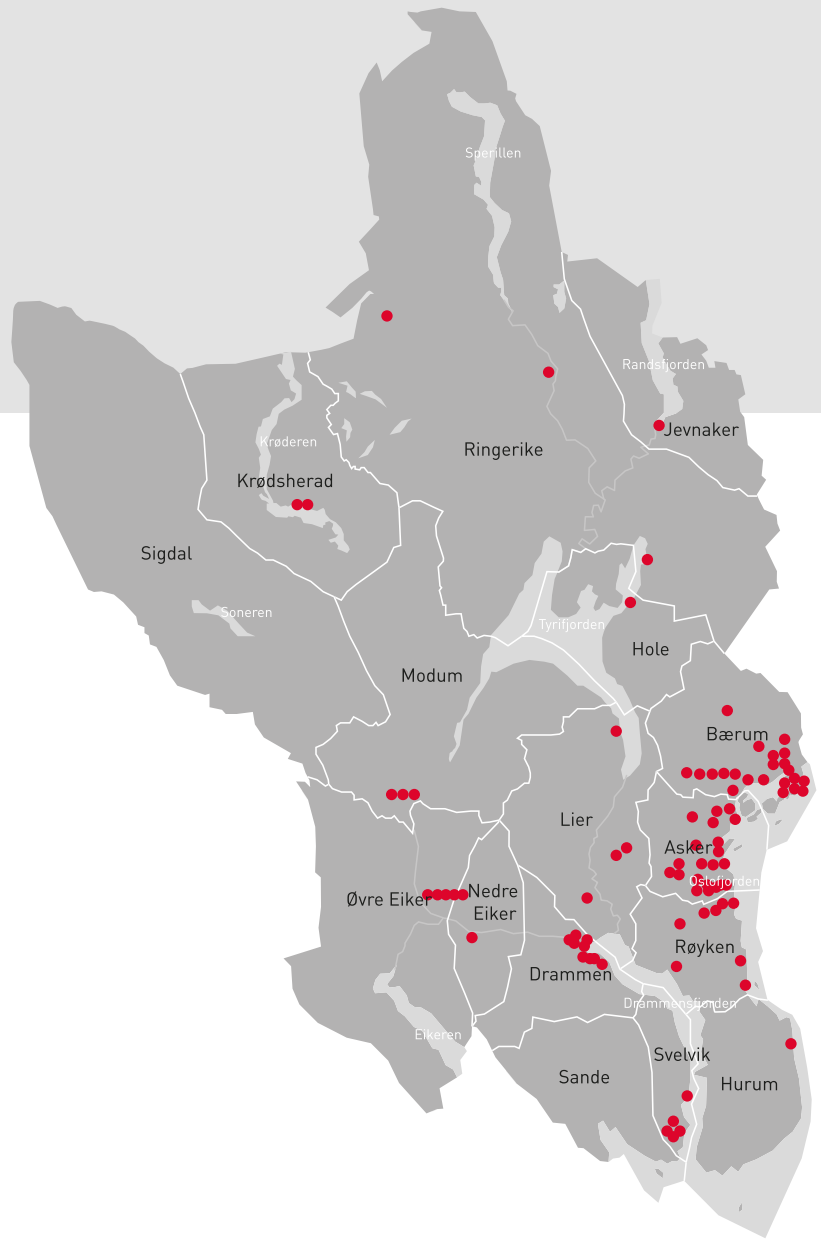 Sperillen
Randsfjorden
Jevnaker
Krøderen
Ringerike
Krødsherad
Sigdal
Soneren
Tyrifjorden
Hole
Modum
Bærum
Lier
Asker
Oslofjorden
Øvre Eiker
Nedre
Eiker
Røyken
Drammen
Drammensfjorden
Eikeren
Svelvik
Sande
Hurum